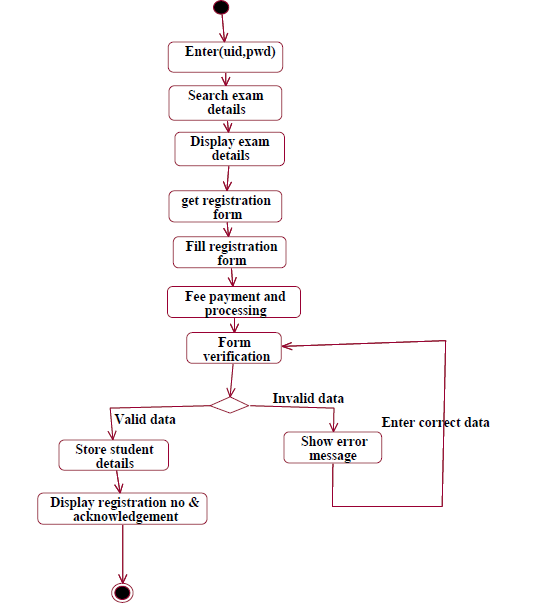 Enter(uid,pwd)
Search exam
details
Display exam
details
get registration
form
Fill registration
form
Fee payment and
processing
Form
verification
Invalid data
Valid data
Enter correct data
Store student
details
Show error
message
Display registration no &
acknowledgement